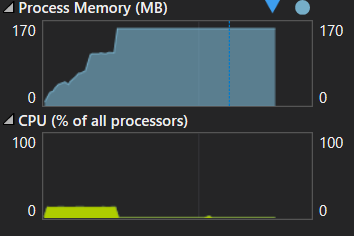 Process Memory (MB)
170 170
0 0
CPU (% of all processors)
100 100
0 0